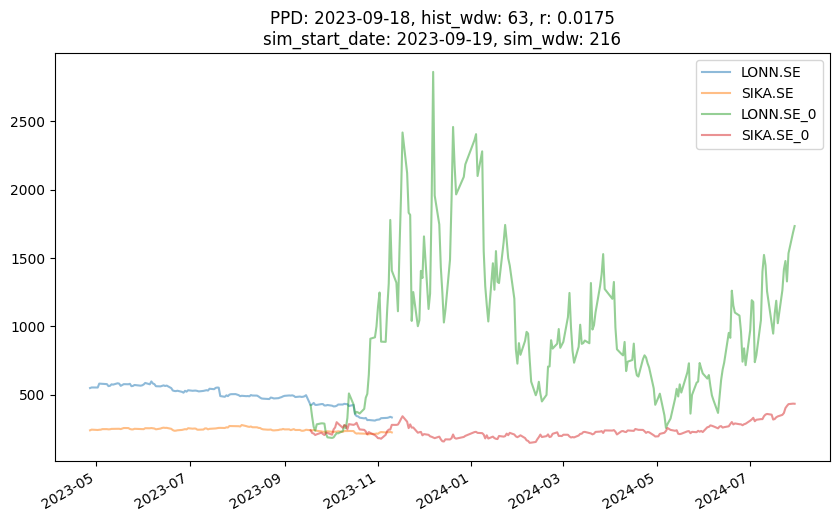 PPD: 2023-09-18, hist_wdw: 63, r: 0.0175
sim_start_date: 2023-09-19, sim_wdw: 216
LONN.SE
SIKA.SE
LONN.SE_0
SIKA.SE_0
2500
2000
1500
1000
500
2023-05
2023-07
2023-09
2023-11
2024-01
2024-03
2024-05
2024-07